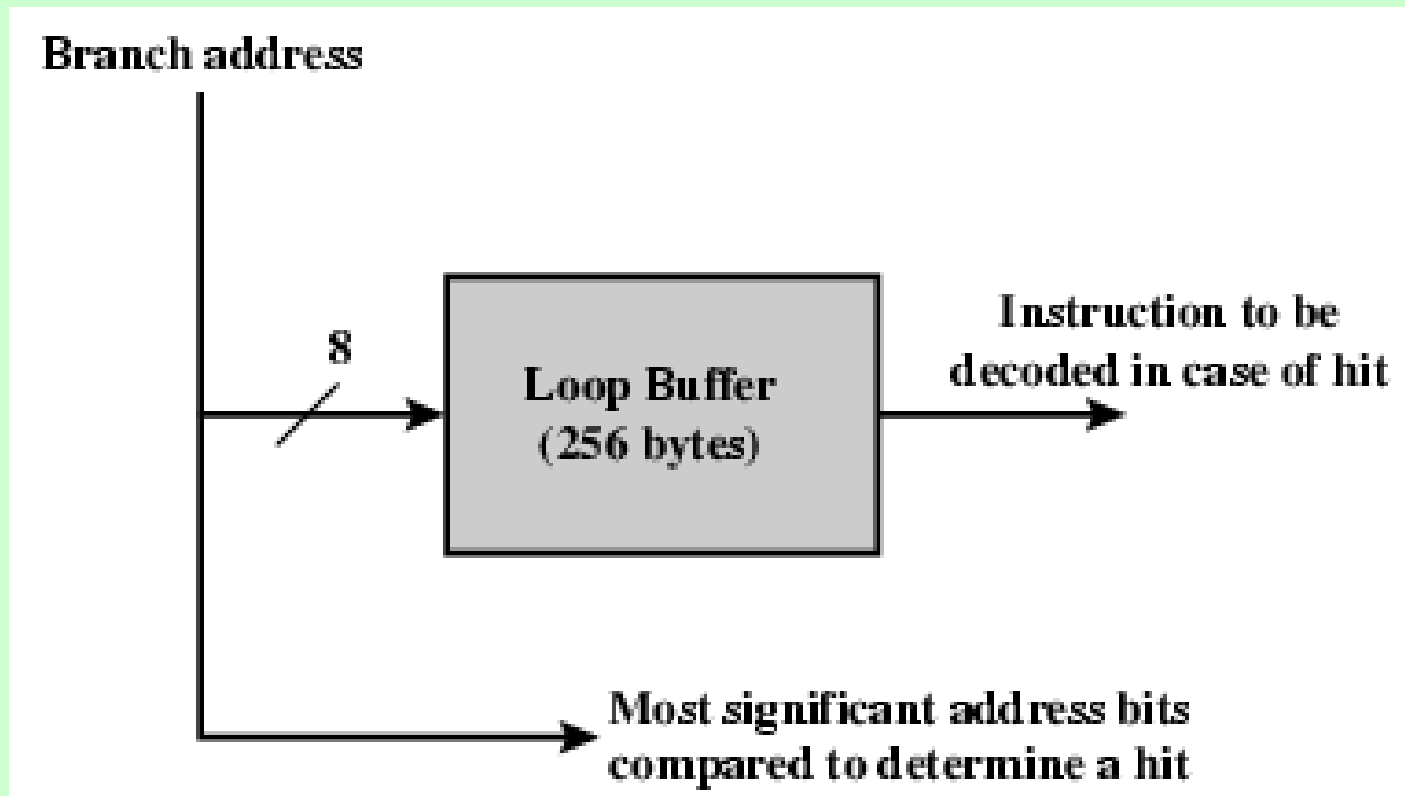 Branch address
8
Loop Buffer
(256 bytes)
Instruction to be
decoded in case of hit
Most significant address bits
compared to determine a hit